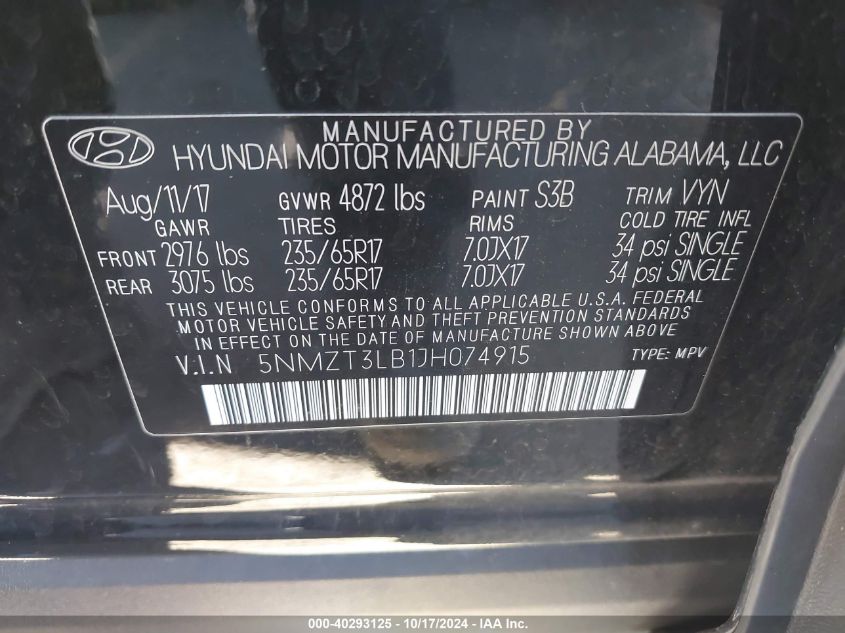 MANUFACTURED BY
HYUNDAI MOTOR MANUFACTURING ALABAMA, LLC
Aug/11/17 GVWR 4872 lbs PAINT S3B TRIM VYN
GAWR TIRES RIMS COLD TIRE INFL
FRONT 2976 lbs 235/65R17 7.0JX17 34 psi SINGLE
REAR 3075 lbs 235/65R17 7.0JX17 34 psi SINGLE
THIS VEHICLE CONFORMS TO ALL APPLICABLE U.S.A. FEDERAL
MOTOR VEHICLE SAFETY AND THEFT PREVENTION STANDARDS
IN EFFECT ON THE DATE OF MANUFACTURE SHOWN ABOVE
V.I.N 5NMZT3LB1JH074915 TYPE: MPV
000-40293125 - 10/17/2024 - IAA Inc.